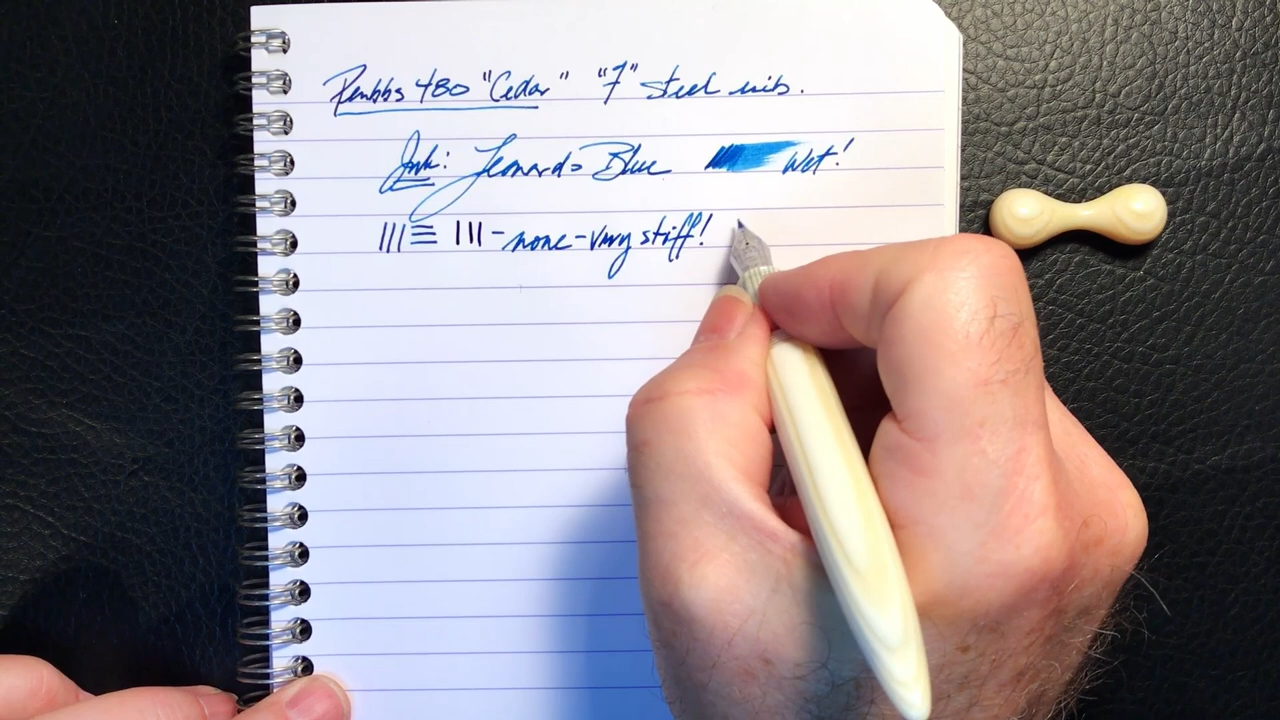 Penbbs 480 "Cedar" "F" steel nib.
Ink: Leonardo Blue Wet!
- none - very stiff!